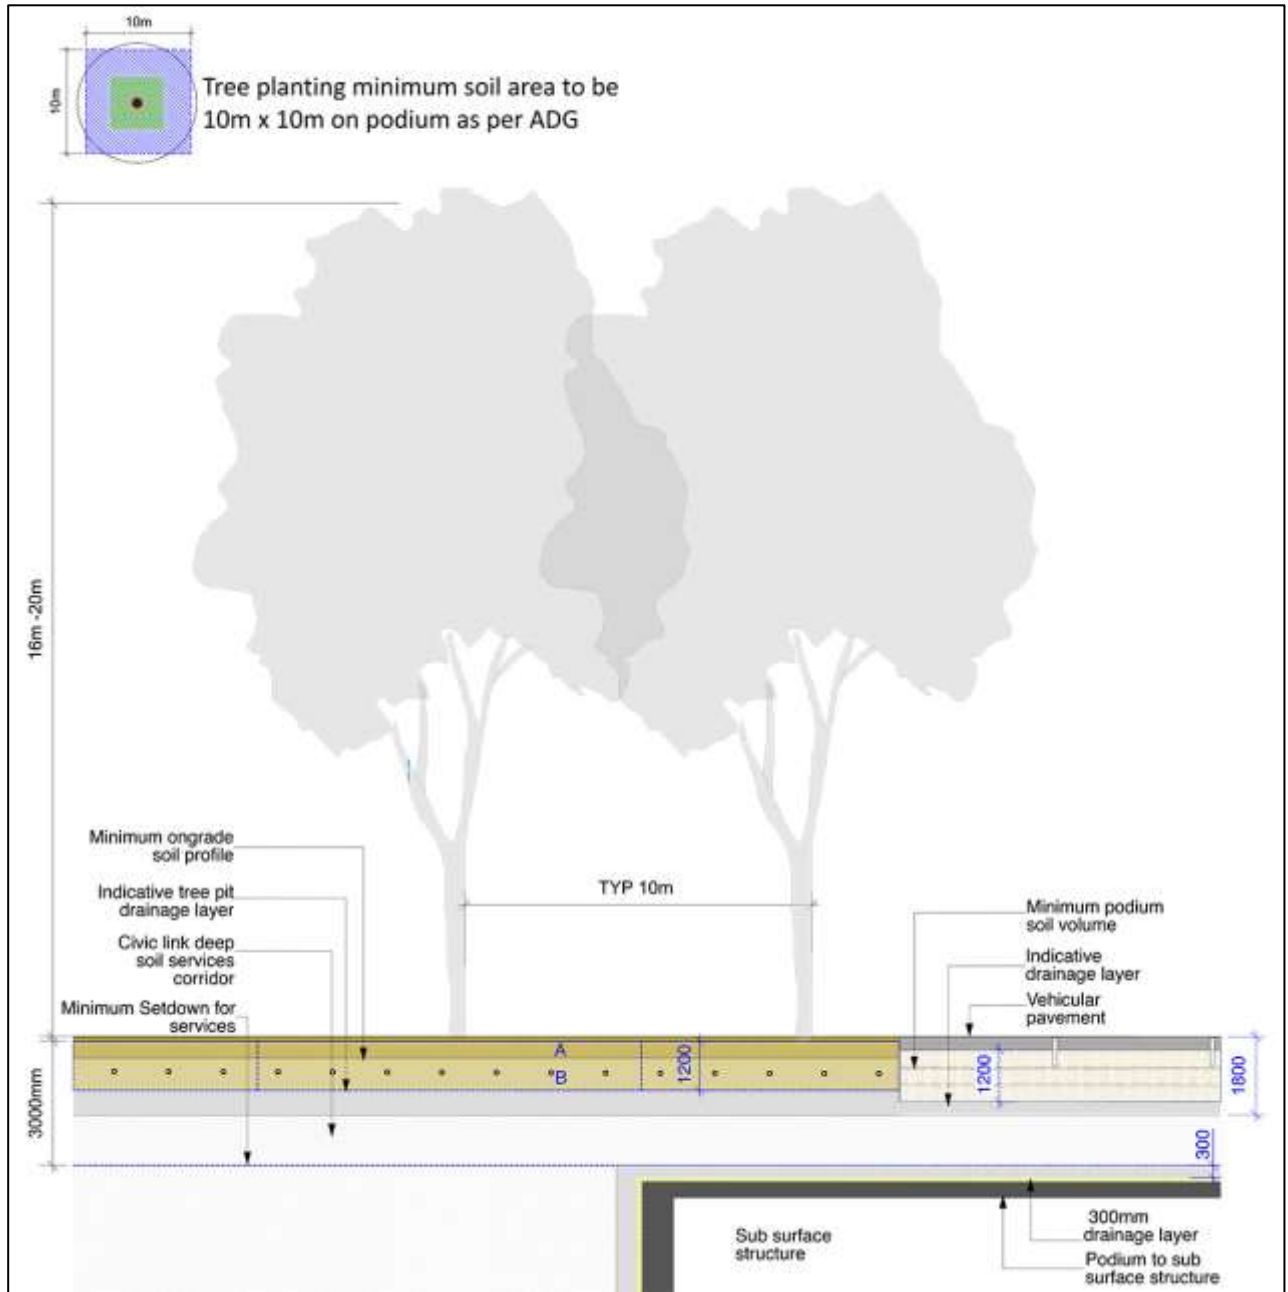 10m
10m
Tree planting minimum soil area to be
10m x 10m on podium as per ADG
16m -20m
Minimum ongrade
soil profile
Indicative tree pit
drainage layer
Civic link deep
soil services
corridor
Minimum Setdown for
services
TYP 10m
Minimum podium
soil volume
Indicative
drainage layer
Vehicular
pavement
A
B
1200
1200
1800
3000mm
300
Sub surface
structure
300mm
drainage layer
Podium to sub
surface structure